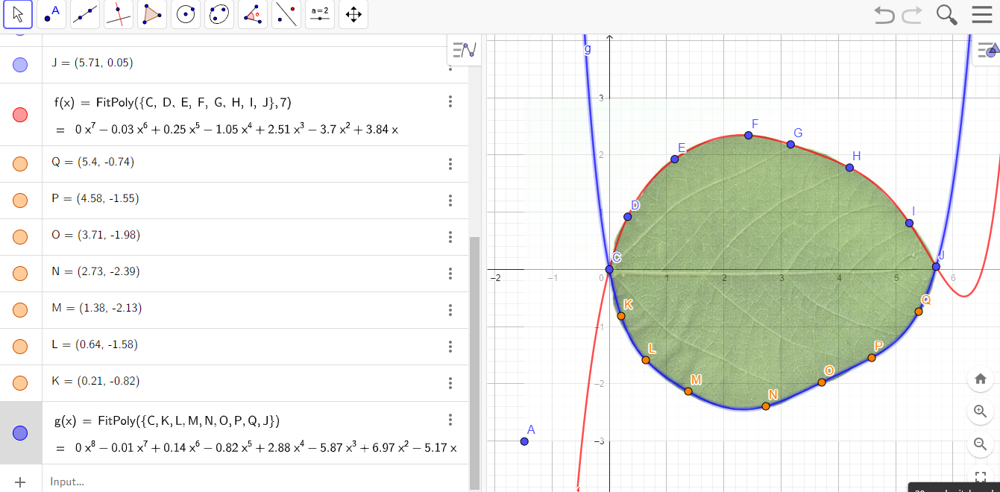 A
a=2
J = (5.71, 0.05)
f(x) = FitPoly({C, D, E, F, G, H, I, J},7)
= 0 x⁷ − 0.03 x⁶ + 0.25 x⁵ − 1.05 x⁴ + 2.51 x³ − 3.7 x² + 3.84 x
Q = (5.4, -0.74)
P = (4.58, -1.55)
O = (3.71, -1.98)
N = (2.73, -2.39)
M = (1.38, -2.13)
L = (0.64, -1.58)
K = (0.21, -0.82)
g(x) = FitPoly({C,K,L,M,N,O,P,Q,J})
= 0 x⁸ − 0.01 x⁷ + 0.14 x⁶ − 0.82 x⁵ + 2.88 x⁴ − 5.87 x³ + 6.97 x² − 5.17 x
Input...
g
3
F
G
E
2
H
D
I
C
J
−2
−1
0
1
2
3
4
5
6
K
Q
−1
L
P
M
O
−2
N
A
−3
f